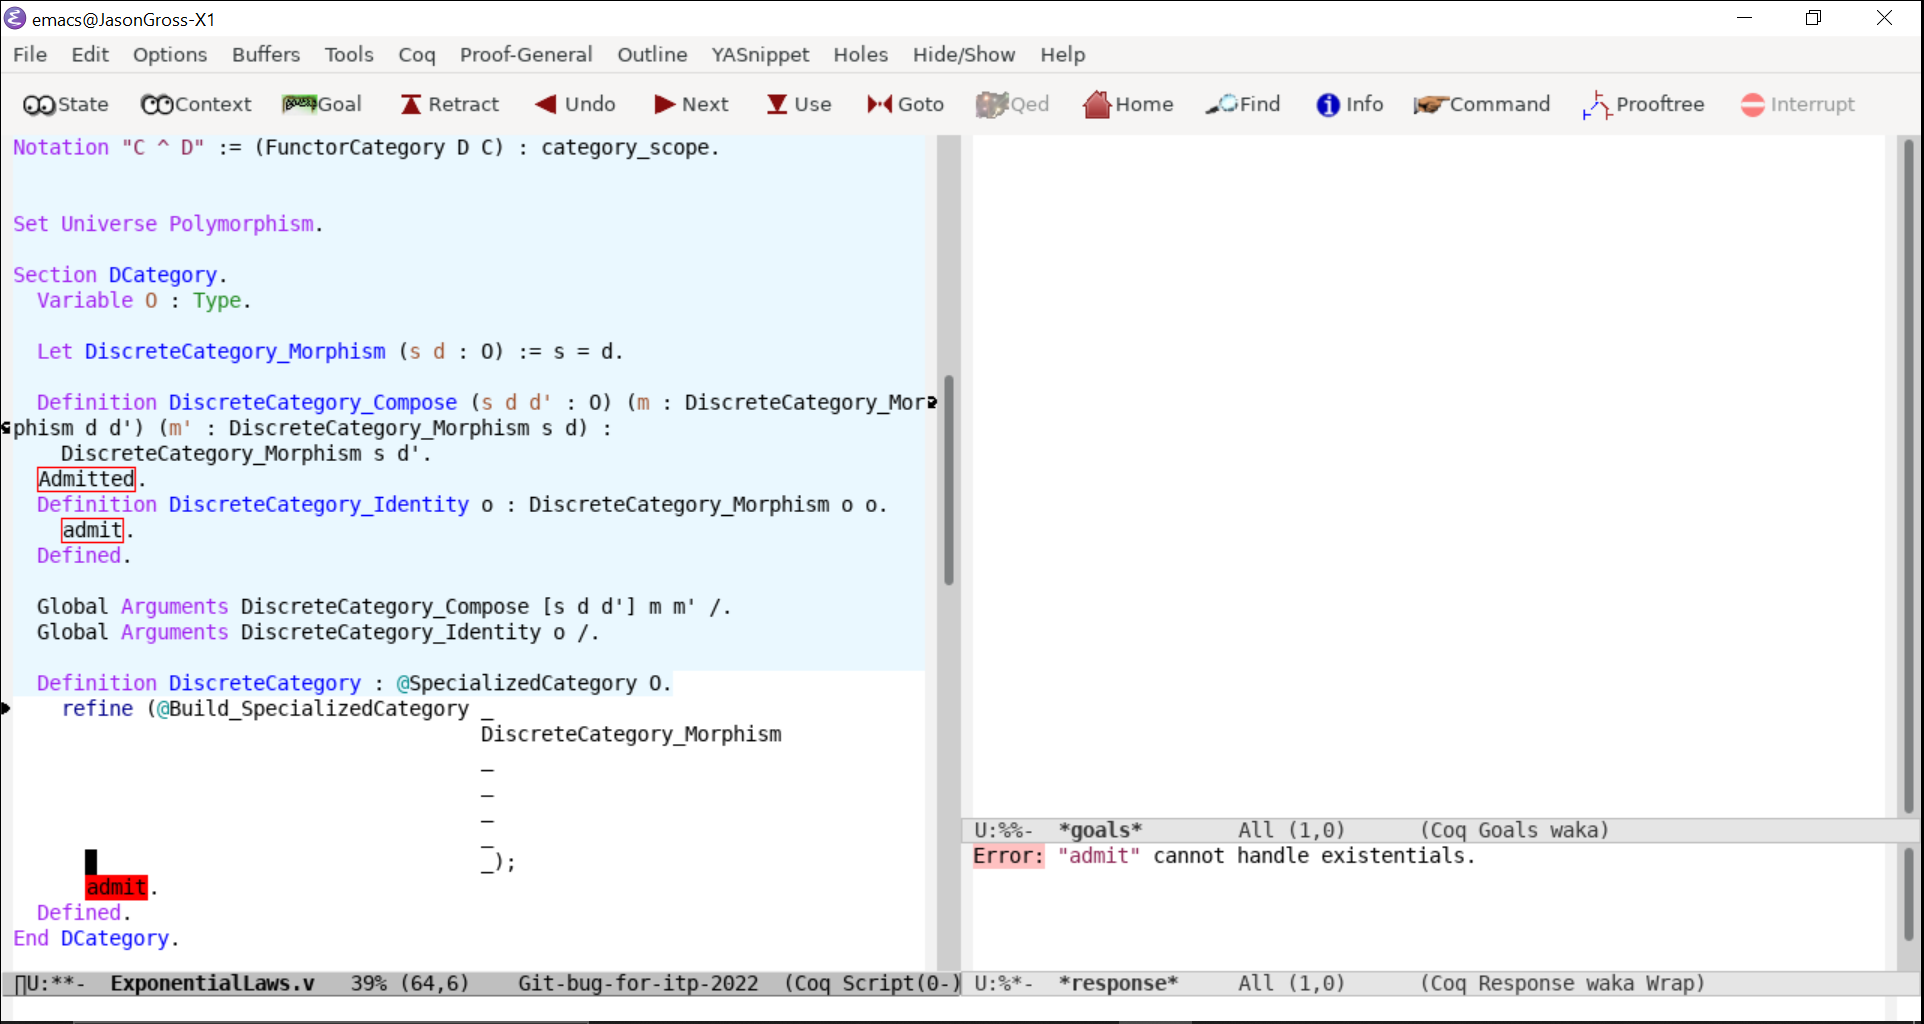 emacs@JasonGross-X1
File Edit Options Buffers Tools Coq Proof-General Outline YASnippet Holes Hide/Show Help
State Context Goal Retract Undo Next Use Goto Qed Home Find Info Command Prooftree Interrupt
Notation "C ^ D" := (FunctorCategory D C) : category_scope.
Set Universe Polymorphism.
Section DCategory.
Variable O : Type.
Let DiscreteCategory_Morphism (s d : O) := s = d.
Definition DiscreteCategory_Compose (s d d' : O) (m : DiscreteCategory_Mor
phism d d') (m' : DiscreteCategory_Morphism s d) :
DiscreteCategory_Morphism s d'.
Admitted.
Definition DiscreteCategory_Identity o : DiscreteCategory_Morphism o o.
admit.
Defined.
Global Arguments DiscreteCategory_Compose [s d d'] m m' /.
Global Arguments DiscreteCategory_Identity o /.
Definition DiscreteCategory : @SpecializedCategory O.
refine (@Build_SpecializedCategory _
DiscreteCategory_Morphism
_
_
_
_
_);
admit.
Defined.
End DCategory.
U:**- ExponentialLaws.v 39% (64,6) Git-bug-for-itp-2022 (Coq Script(0-)
U:%%- *goals* All (1,0) (Coq Goals waka)
Error: "admit" cannot handle existentials.
U:%*- *response* All (1,0) (Coq Response waka Wrap)